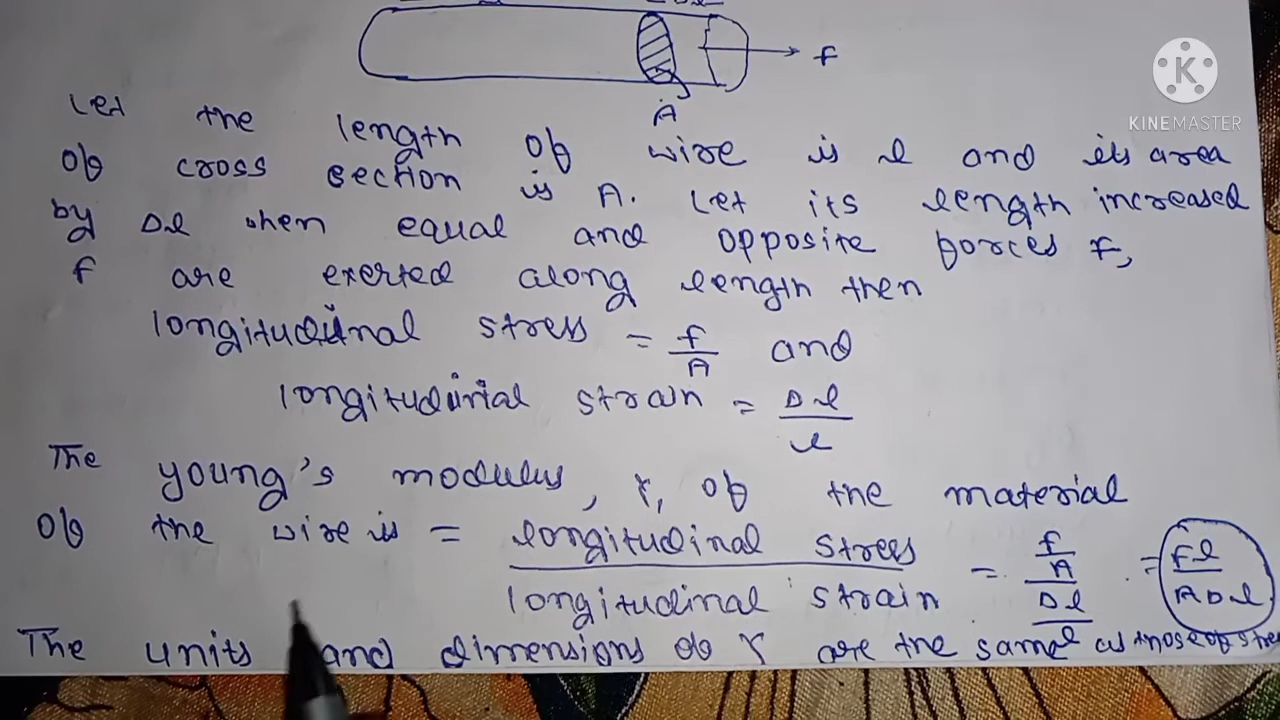 f
A
KINEMASTER
Let the length of wire is l and its area
of cross section is A. Let its length increased
by Δl when equal and opposite forces F,
f are exerted along length then
longitudinal stress = f/A and
longitudinal strain = Δl/l
The young's modulus, Y, of the material
of the wire is = longitudinal stress / longitudinal strain = f/A / Δl/l = Fl/AΔl
The units and dimensions of Y are the same as those of